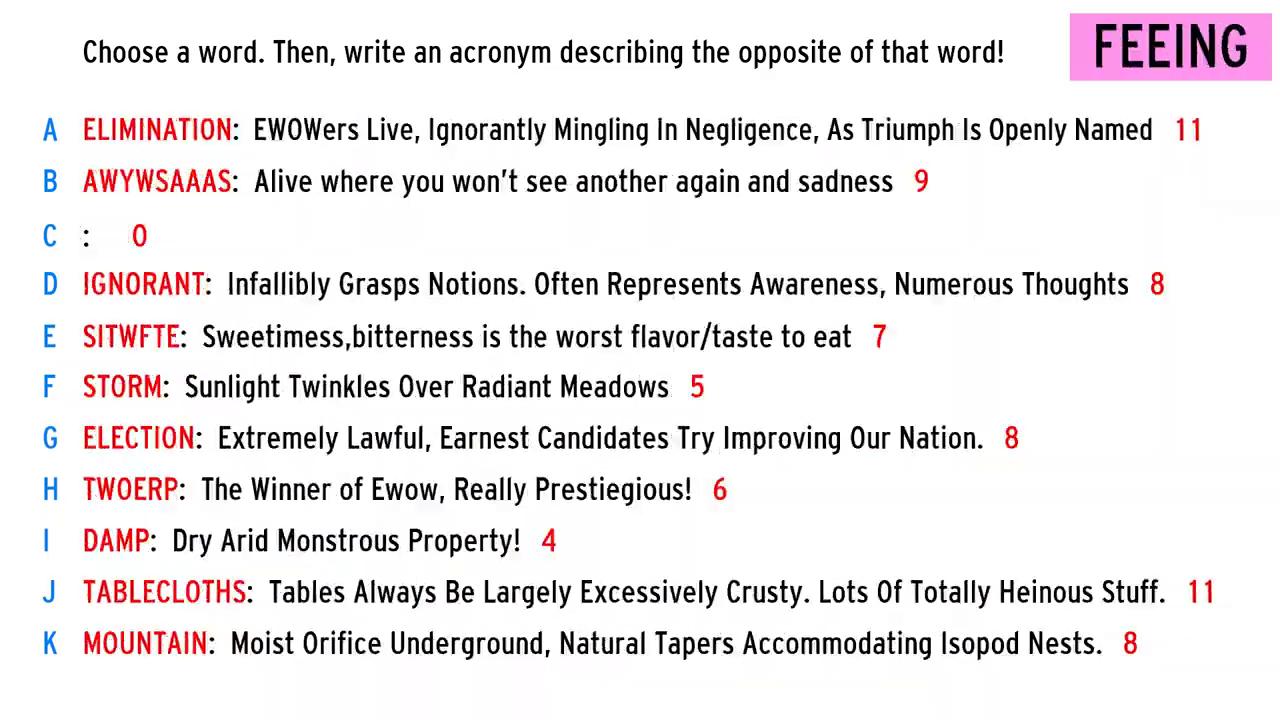 Choose a word. Then, write an acronym describing the opposite of that word!
FEEING
A ELIMINATION: EWOWers Live, Ignorantly Mingling In Negligence, As Triumph Is Openly Named 11
B AWYWSAAAS: Alive where you won't see another again and sadness 9
C : 0
D IGNORANT: Infallibly Grasps Notions. Often Represents Awareness, Numerous Thoughts 8
E SITWFTE: Sweetimess,bitterness is the worst flavor/taste to eat 7
F STORM: Sunlight Twinkles Over Radiant Meadows 5
G ELECTION: Extremely Lawful, Earnest Candidates Try Improving Our Nation. 8
H TWOERP: The Winner of Ewow, Really Prestiegious! 6
I DAMP: Dry Arid Monstrous Property! 4
J TABLECLOTHS: Tables Always Be Largely Excessively Crusty. Lots Of Totally Heinous Stuff. 11
K MOUNTAIN: Moist Orifice Underground, Natural Tapers Accommodating Isopod Nests. 8